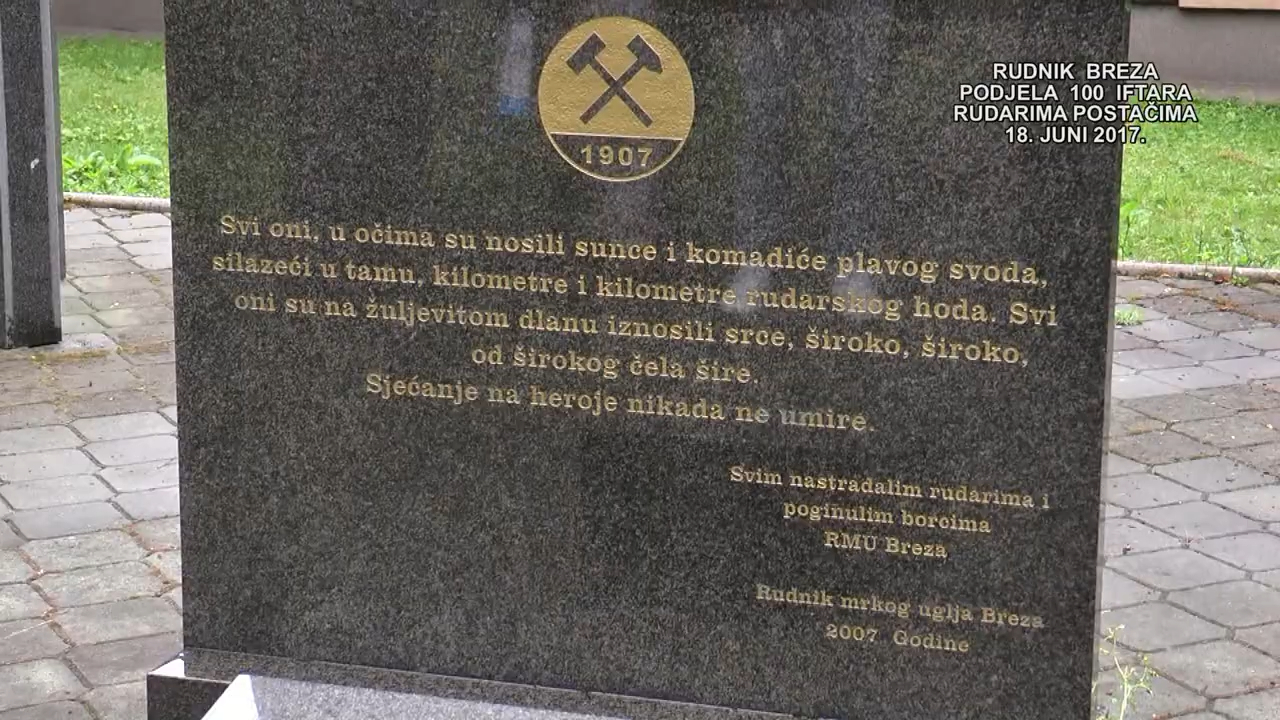 RUDNIK BREZA
PODJELA 100 IFTARA
RUDARIMA POSTAČIMA
18. JUNI 2017.
1907
Svi oni, u očima su nosili sunce i komadiće plavog svoda,
silazeći u tamu, kilometre i kilometre rudarskog hoda. Svi
oni su na žuljevitom dlanu iznosili srce, široko, široko,
od širokog čela šire.
Sjećanje na heroje nikada ne umire.
Svim nastradalim rudarima i
poginulim borcima
RMU Breza
Rudnik mrkog uglja Breza
2007 Godine